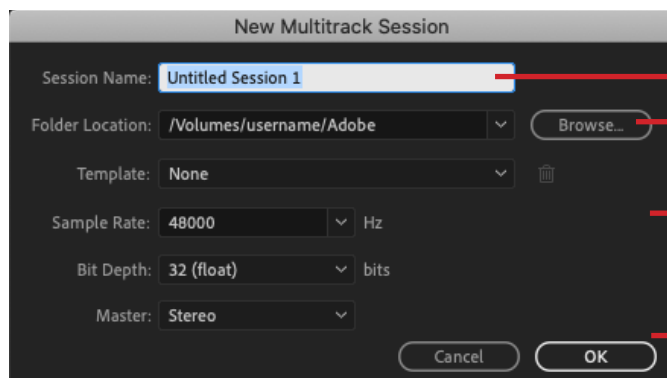 New Multitrack Session
Session Name: Untitled Session 1
Folder Location: /Volumes/username/Adobe Browse...
Template: None
Sample Rate: 48000 Hz
Bit Depth: 32 (float) bits
Master: Stereo
Cancel OK